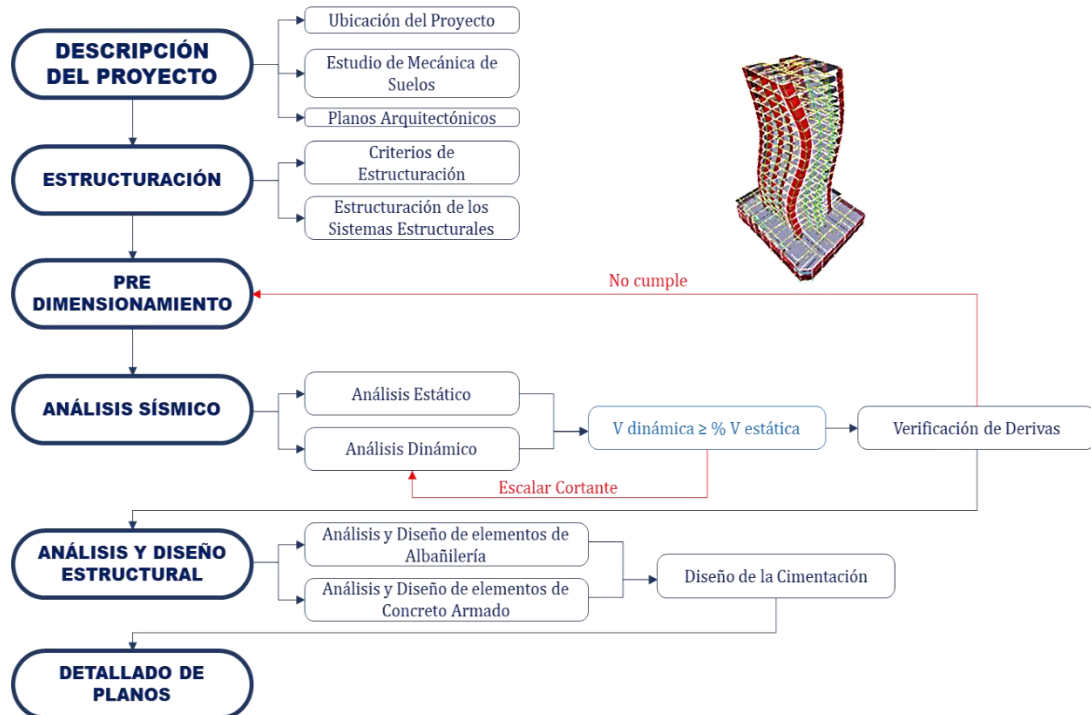 DESCRIPCIÓN
DEL PROYECTO
Ubicación del Proyecto
Estudio de Mecánica de
Suelos
Planos Arquitectónicos
ESTRUCTURACIÓN
Criterios de
Estructuración
Estructuración de los
Sistemas Estructurales
PRE
DIMENSIONAMIENTO
No cumple
ANÁLISIS SÍSMICO
Análisis Estático
Análisis Dinámico
V dinámica ≥ % V estática
Verificación de Derivas
Escalar Cortante
ANÁLISIS Y DISEÑO
ESTRUCTURAL
Análisis y Diseño de elementos de
Albañilería
Análisis y Diseño de elementos de
Concreto Armado
Diseño de la Cimentación
DETALLADO DE
PLANOS